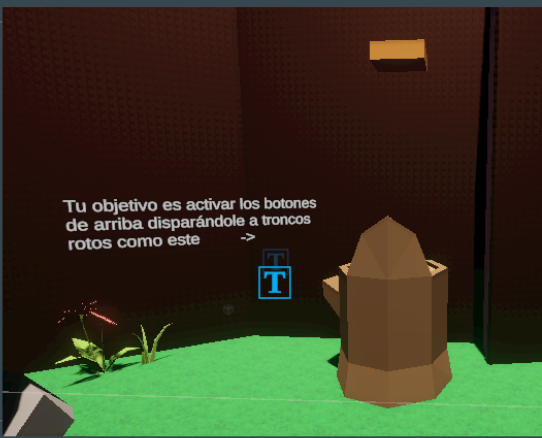 Tu objetivo es activar los botones
de arriba disparándole a troncos
rotos como este ->
T
T